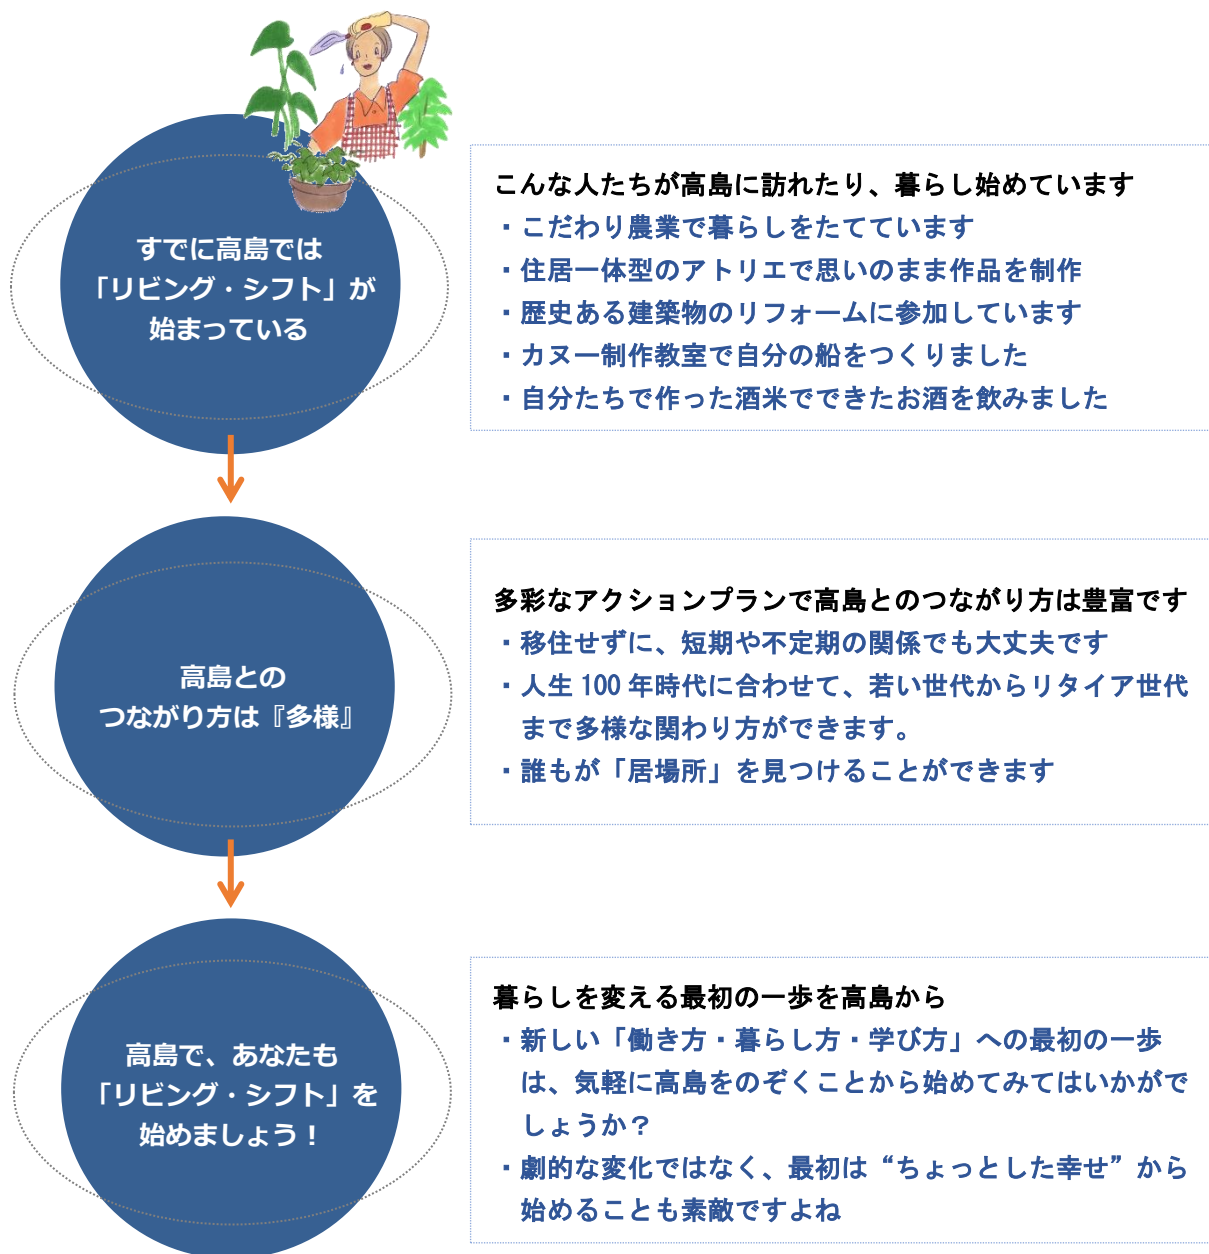 すでに高島では
「リビング・シフト」が
始まっている
こんな人たちが高島に訪れたり、暮らし始めています
・こだわり農業で暮らしをたてています
・住居一体型のアトリエで思いのまま作品を制作
・歴史ある建築物のリフォームに参加しています
・カヌー制作教室で自分の船をつくりました
・自分たちで作った酒米でできたお酒を飲みました
高島との
つながり方は『多様』
多彩なアクションプランで高島とのつながり方は豊富です
・移住せずに、短期や不定期の関係でも大丈夫です
・人生 100 年時代に合わせて、若い世代からリタイア世代
まで多様な関わり方ができます。
・誰もが「居場所」を見つけることができます
高島で、あなたも
「リビング・シフト」を
始めましょう！
暮らしを変える最初の一歩を高島から
・新しい「働き方・暮らし方・学び方」への最初の一歩
は、気軽に高島をのぞくことから始めてみてはいかがで
しょうか？
・劇的な変化ではなく、最初は“ちょっとした幸せ”から
始めることも素敵ですよね